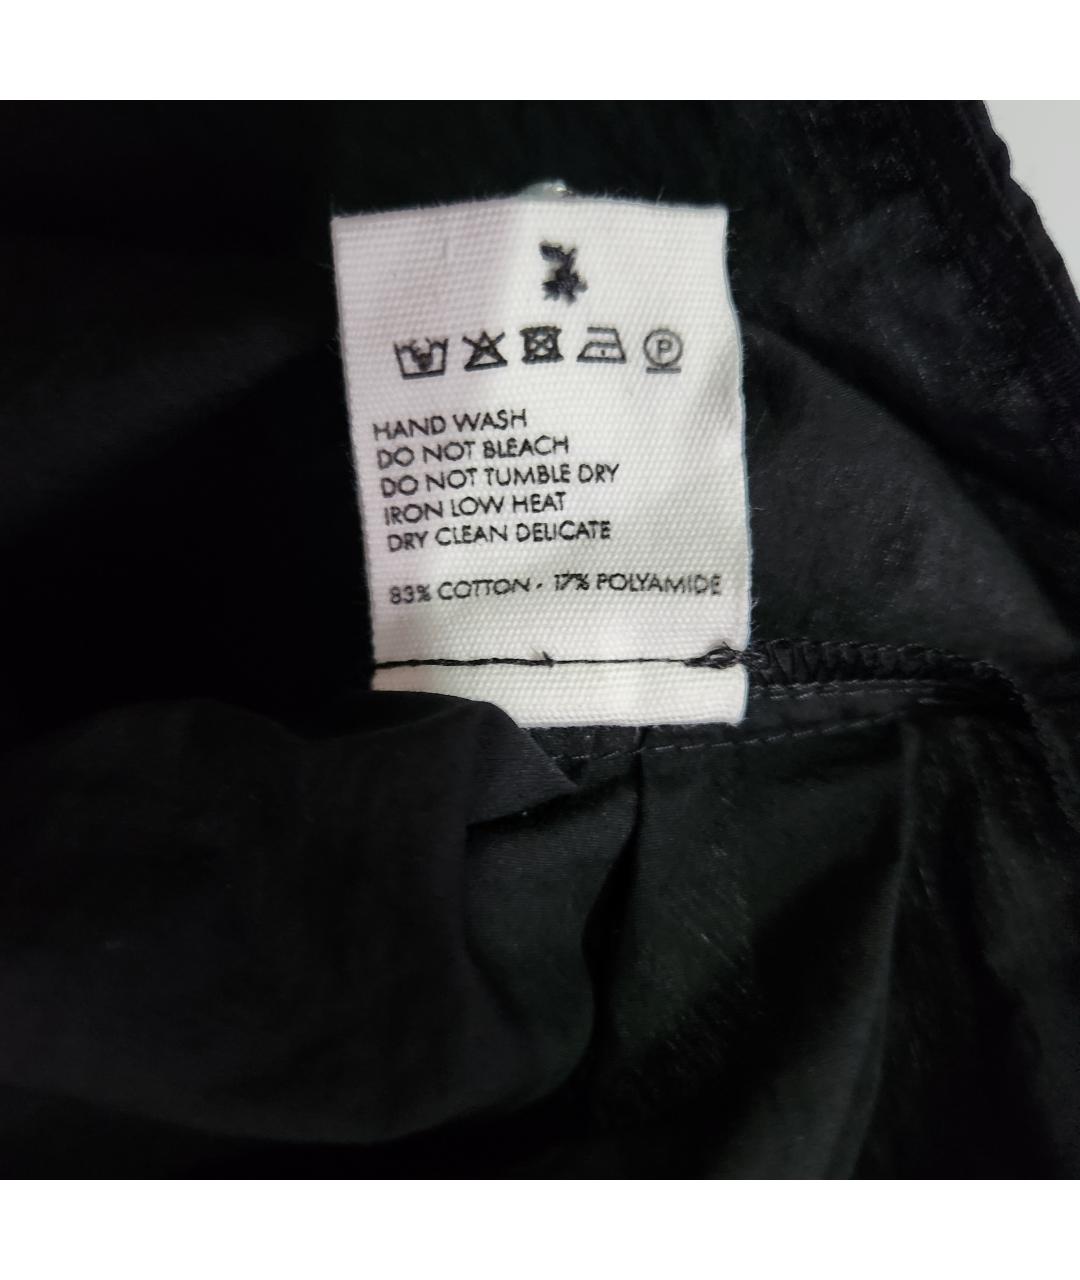 P
HAND WASH
DO NOT BLEACH
DO NOT TUMBLE DRY
IRON LOW HEAT
DRY CLEAN DELICATE
83% COTTON - 17% POLYAMIDE